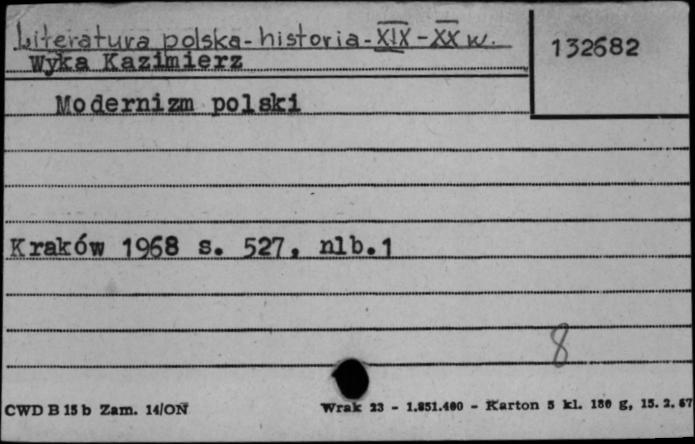 Literatura polska - historia - XIX - XX w.
132682
Wyka Kazimierz
Modernizm polski
Kraków 1968 s. 527, nlb.1
8
CWD B 15 b Zam. 14/ON
Wrak 23 - 1.851.400 - Karton 5 kl. 180 g, 15. 2. 67